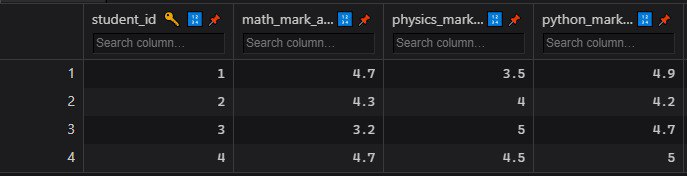 student_id math_mark_a... physics_mark... python_mark...
Search column... Search column... Search column... Search column...
1 1 4.7 3.5 4.9
2 2 4.3 4 4.2
3 3 3.2 5 4.7
4 4 4.7 4.5 5